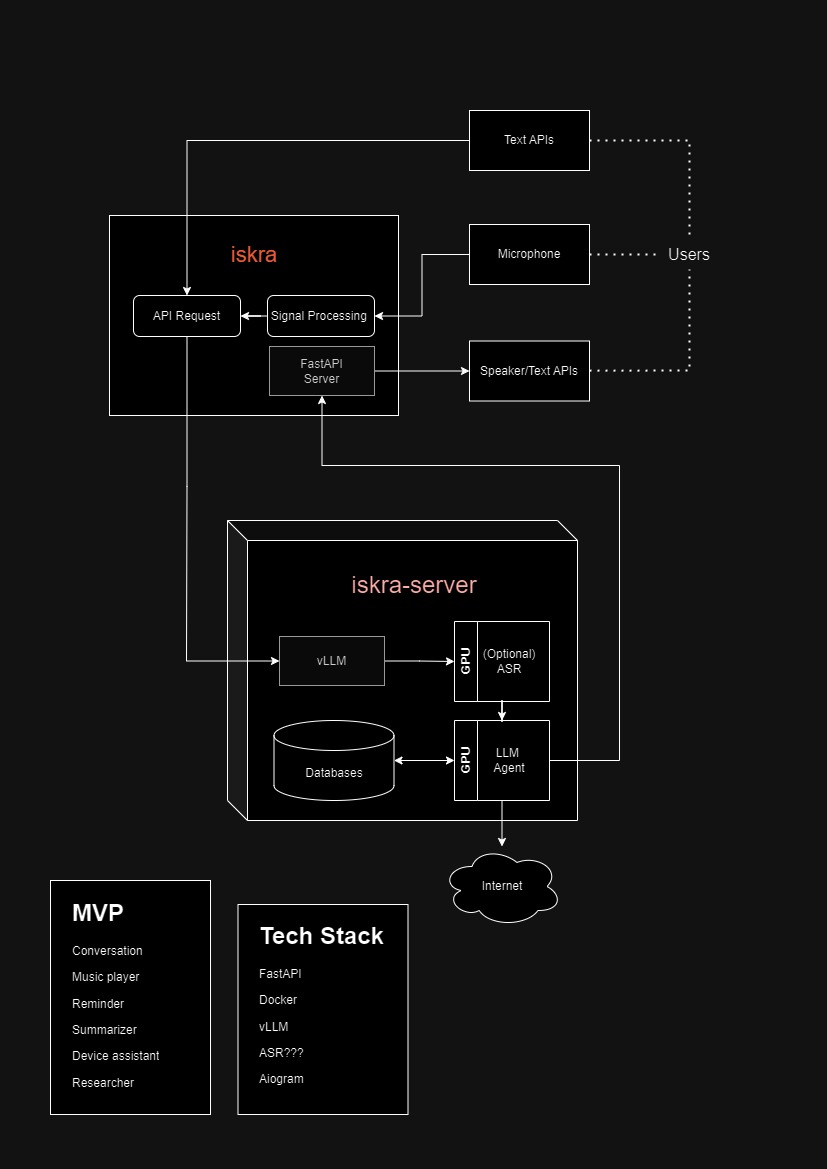 Text APIs
iskra
Microphone
Users
API Request
Signal Processing
FastAPI
Server
Speaker/Text APIs
iskra-server
vLLM
GPU
(Optional)
ASR
Databases
GPU
LLM
Agent
Internet
MVP
Conversation
Music player
Reminder
Summarizer
Device assistant
Researcher
Tech Stack
FastAPI
Docker
vLLM
ASR???
Aiogram